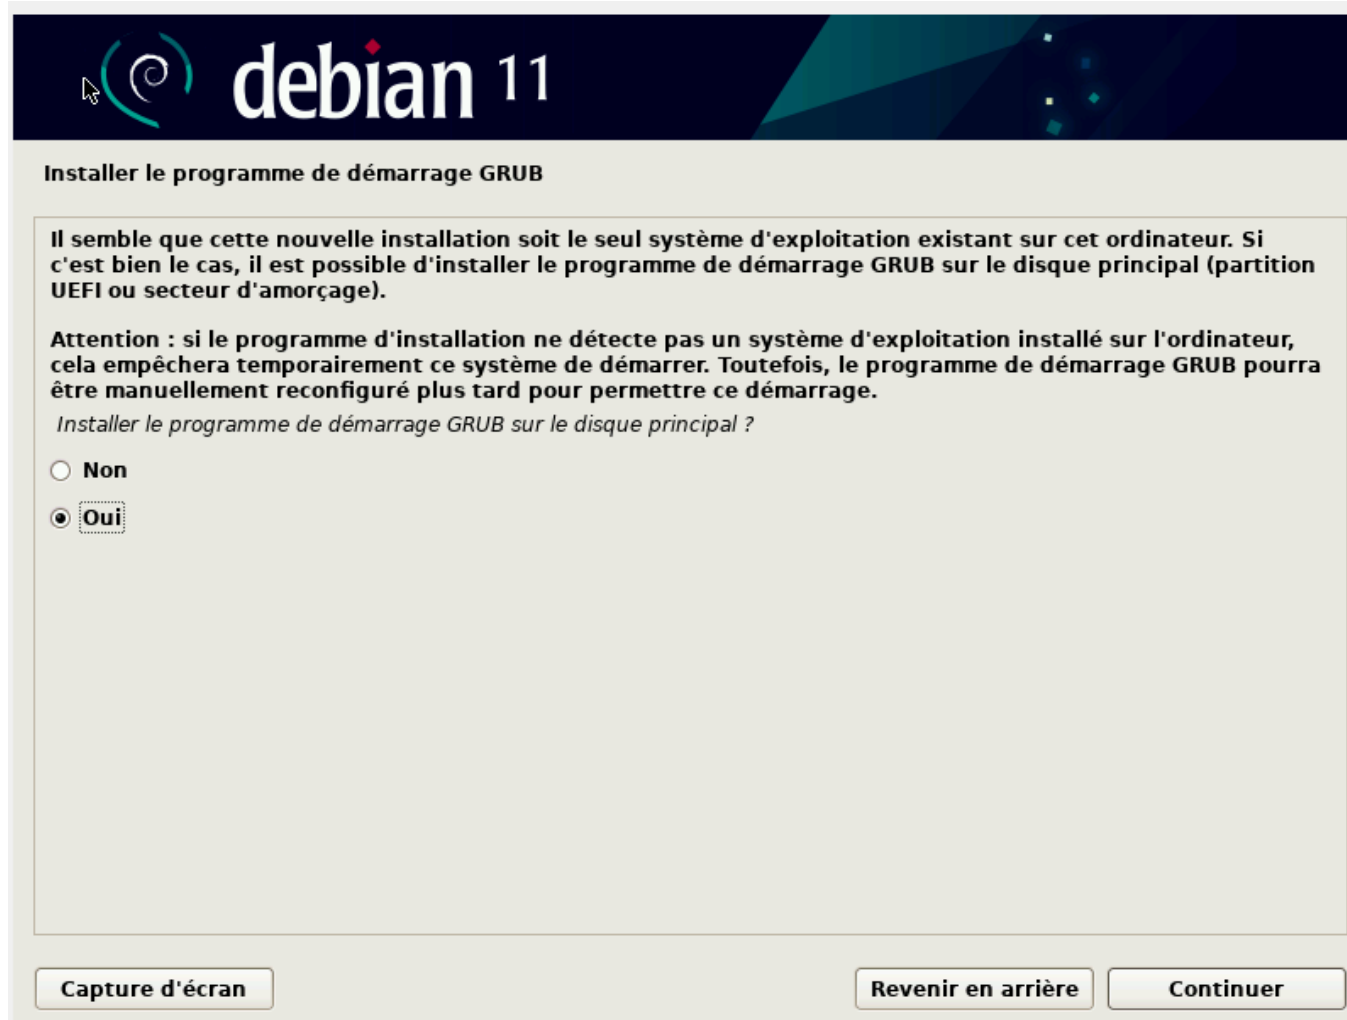 debian 11
Installer le programme de démarrage GRUB
Il semble que cette nouvelle installation soit le seul système d'exploitation existant sur cet ordinateur. Si
c'est bien le cas, il est possible d'installer le programme de démarrage GRUB sur le disque principal (partition
UEFI ou secteur d'amorçage).
Attention : si le programme d'installation ne détecte pas un système d'exploitation installé sur l'ordinateur,
cela empêchera temporairement ce système de démarrer. Toutefois, le programme de démarrage GRUB pourra
être manuellement reconfiguré plus tard pour permettre ce démarrage.
Installer le programme de démarrage GRUB sur le disque principal ?
Non
Oui
Capture d'écran
Revenir en arrière
Continuer